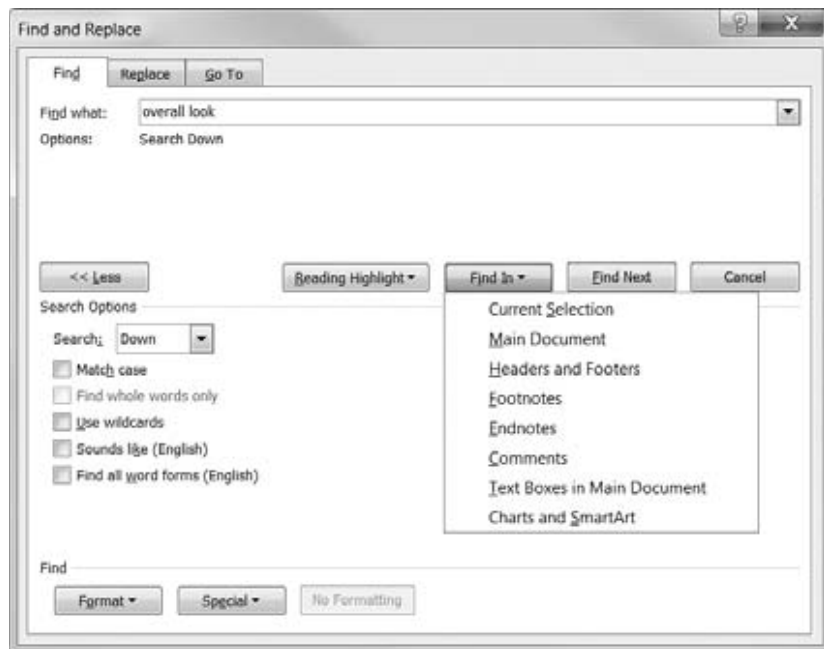 Find and Replace
Find Replace Go To
Find what: overall look
Options: Search Down
<< Less Reading Highlight Find In Find Next Cancel
Search Options
Search: Down
Match case
Find whole words only
Use wildcards
Sounds like (English)
Find all word forms (English)
Current Selection
Main Document
Headers and Footers
Footnotes
Endnotes
Comments
Text Boxes in Main Document
Charts and SmartArt
Find
Format Special No Formatting